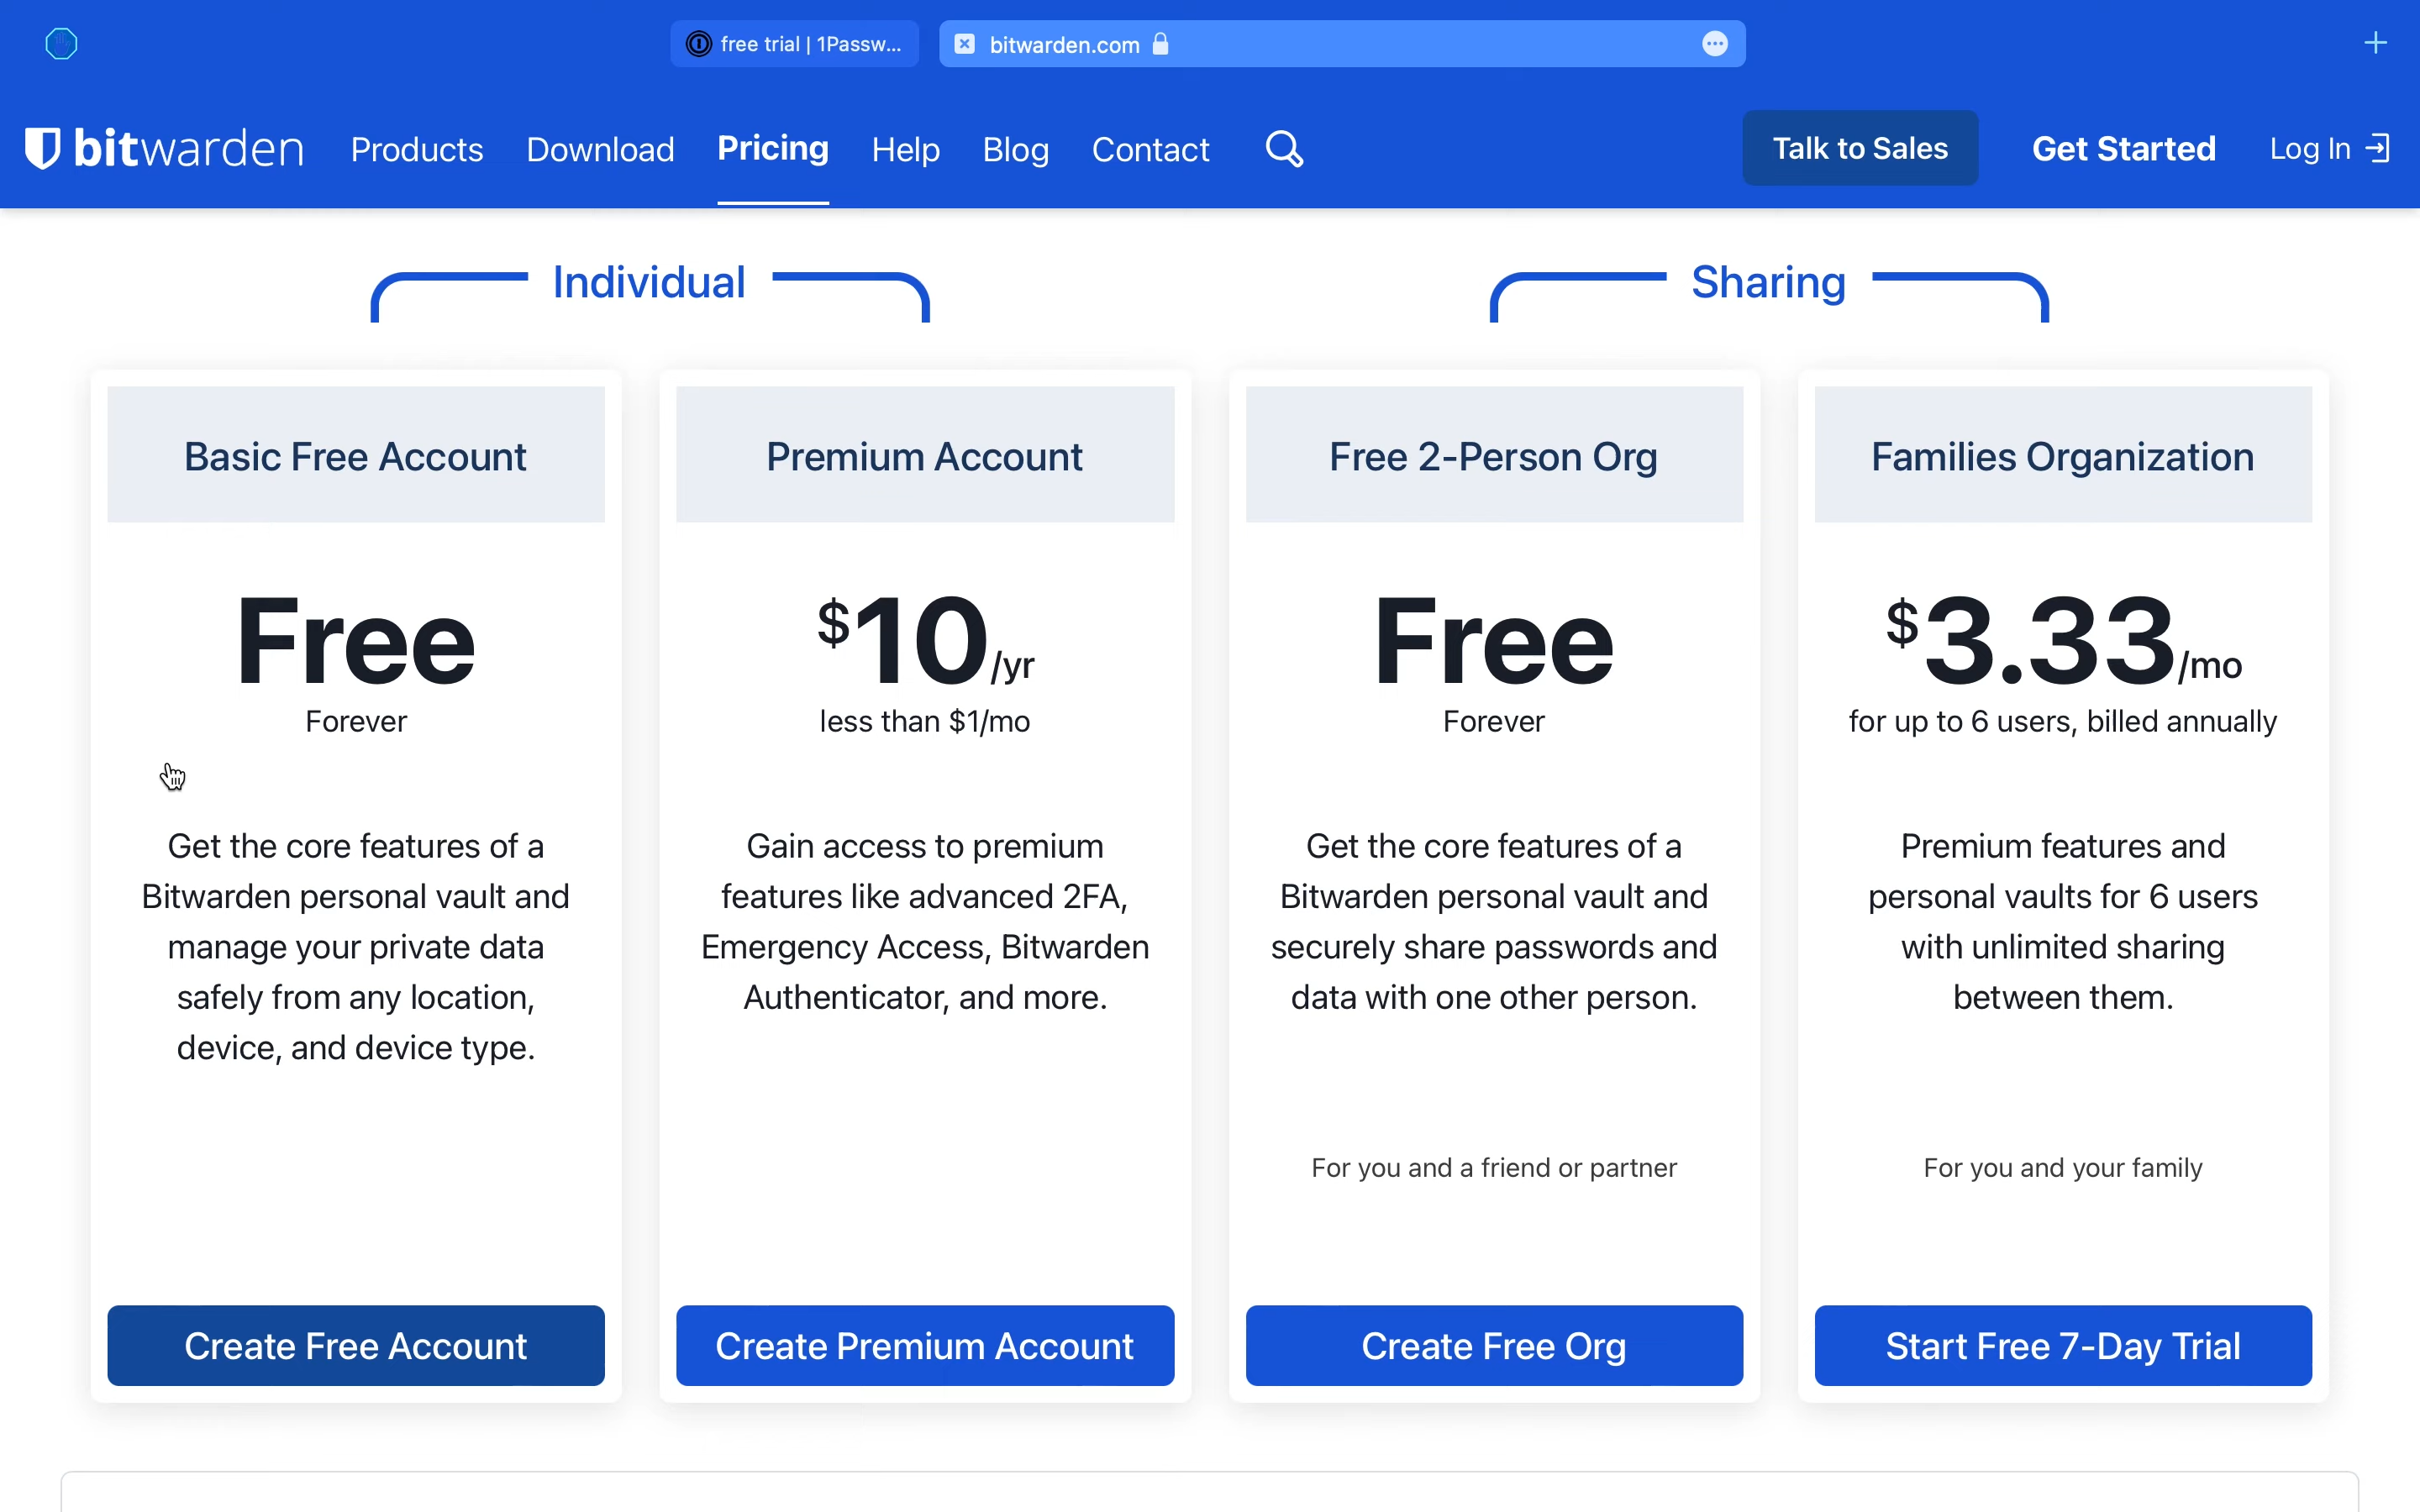 free trial | 1Passw...
bitwarden.com
bitwarden Products Download Pricing Help Blog Contact Talk to Sales Get Started Log In
Individual
Sharing
Basic Free Account
Free
Forever
Get the core features of a
Bitwarden personal vault and
manage your private data
safely from any location,
device, and device type.
Create Free Account
Premium Account
$10/yr
less than $1/mo
Gain access to premium
features like advanced 2FA,
Emergency Access, Bitwarden
Authenticator, and more.
Create Premium Account
Free 2-Person Org
Free
Forever
Get the core features of a
Bitwarden personal vault and
securely share passwords and
data with one other person.
For you and a friend or partner
Create Free Org
Families Organization
$3.33/mo
for up to 6 users, billed annually
Premium features and
personal vaults for 6 users
with unlimited sharing
between them.
For you and your family
Start Free 7-Day Trial